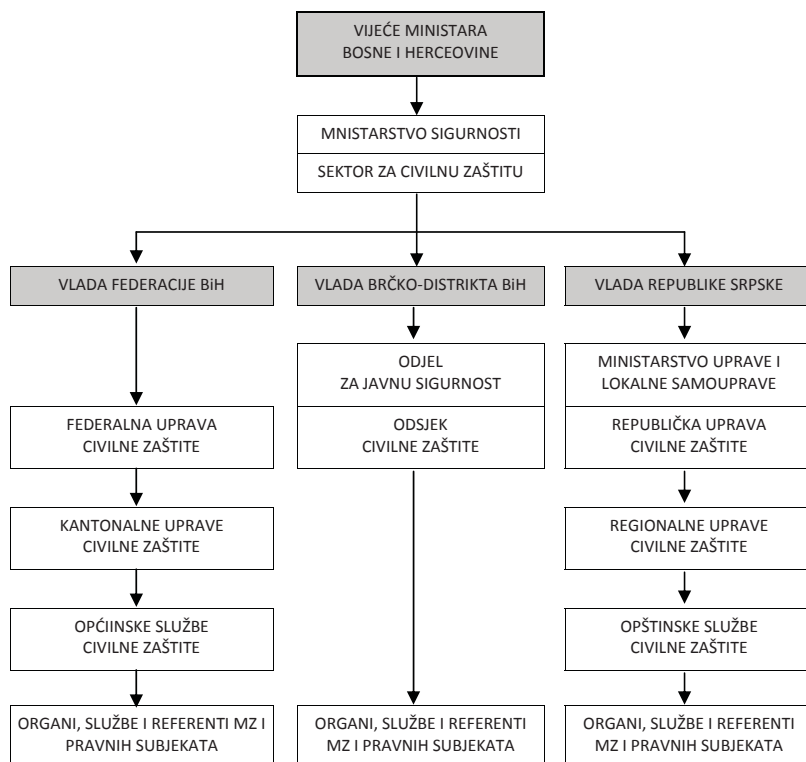 VIJEĆE MINISTARA
BOSNE I HERCEOVINE
MNISTARSTVO SIGURNOSTI
SEKTOR ZA CIVILNU ZAŠTITU
VLADA FEDERACIJE BiH
VLADA BRČKO-DISTRIKTA BiH
VLADA REPUBLIKE SRPSKE
ODJEL
ZA JAVNU SIGURNOST
MINISTARSTVO UPRAVE I
LOKALNE SAMOUPRAVE
FEDERALNA UPRAVA
CIVILNE ZAŠTITE
ODSJEK
CIVILNE ZAŠTITE
REPUBLIČKA UPRAVA
CIVILNE ZAŠTITE
KANTONALNE UPRAVE
CIVILNE ZAŠTITE
REGIONALNE UPRAVE
CIVILNE ZAŠTITE
OPĆIINSKE SLUŽBE
CIVILNE ZAŠTITE
OPŠTINSKE SLUŽBE
CIVILNE ZAŠTITE
ORGANI, SLUŽBE I REFERENTI MZ I
PRAVNIH SUBJEKATA
ORGANI, SLUŽBE I REFERENTI
MZ I PRAVNIH SUBJEKATA
ORGANI, SLUŽBE I REFERENTI
MZ I PRAVNIH SUBJEKATA